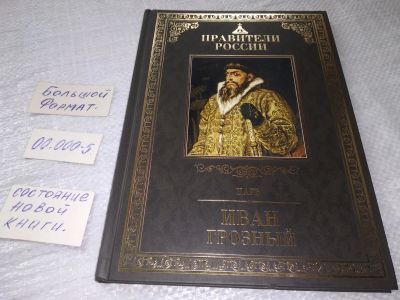 Большой
формат.
00.000-5
состояние
новой
книги.
ПРАВИТЕЛИ
РОССИИ
ЦАРЬ
ИВАН
ГРОЗНЫЙ